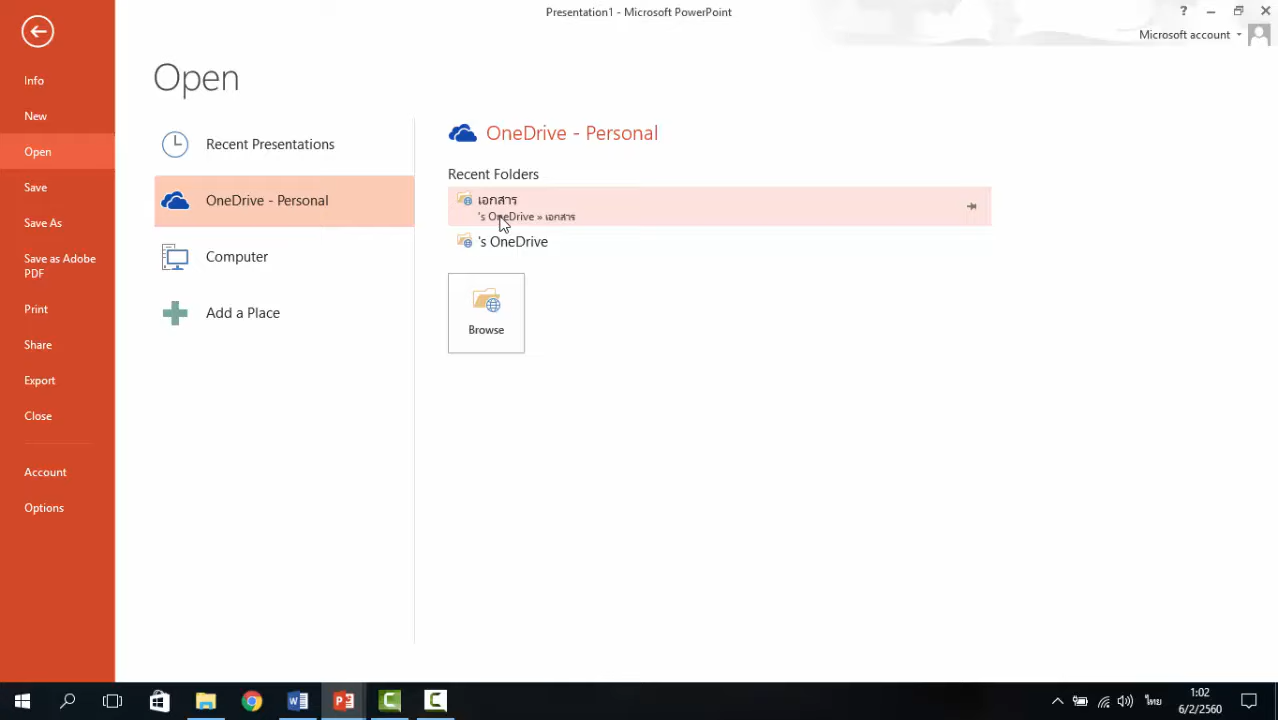 Presentation1 - Microsoft PowerPoint
?
Microsoft account
Info
New
Open
Save
Save As
Save as Adobe
PDF
Print
Share
Export
Close
Account
Options
Open
Recent Presentations
OneDrive - Personal
Computer
Add a Place
OneDrive - Personal
Recent Folders
เอกสาร
's OneDrive » เอกสาร
's OneDrive
Browse
ไทย
1:02
6/2/2560